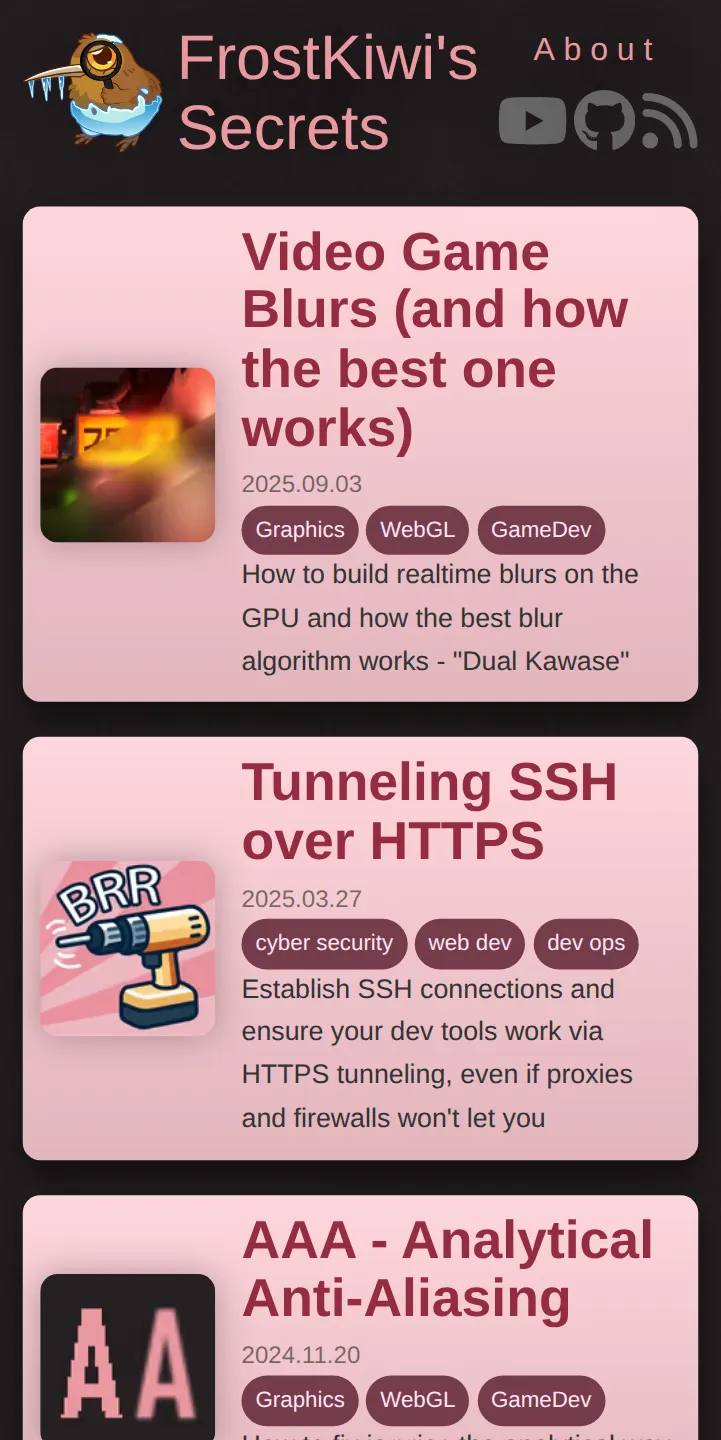 FrostKiwi's
Secrets
About
Video Game
Blurs (and how
the best one
works)
2025.09.03
Graphics WebGL GameDev
How to build realtime blurs on the
GPU and how the best blur
algorithm works - "Dual Kawase"
BRR
Tunneling SSH
over HTTPS
2025.03.27
cyber security web dev dev ops
Establish SSH connections and
ensure your dev tools work via
HTTPS tunneling, even if proxies
and firewalls won't let you
A A
AAA - Analytical
Anti-Aliasing
2024.11.20
Graphics WebGL GameDev